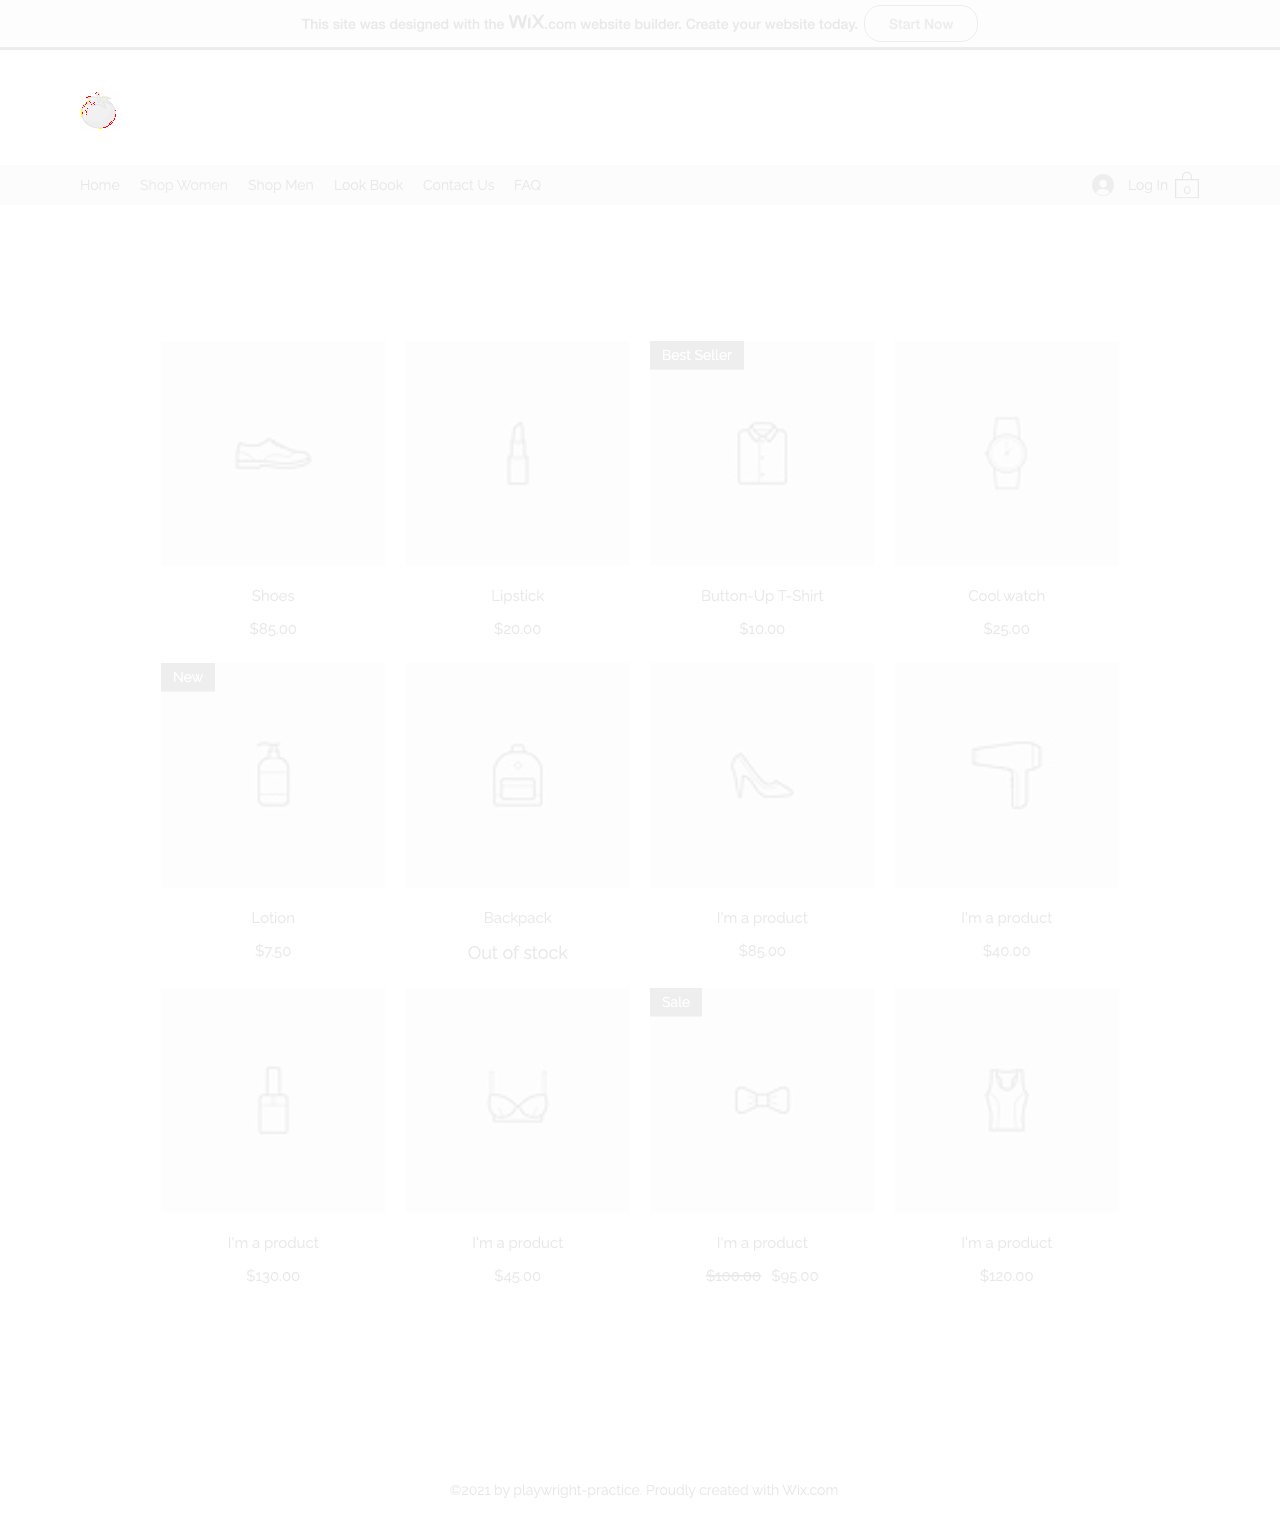 This site was designed with the WiX.com website builder. Create your website today. Start Now
Home Shop Women Shop Men Look Book Contact Us FAQ Log In 0
Best Seller
Shoes Lipstick Button-Up T-Shirt Cool watch
$85.00 $20.00 $10.00 $25.00
New
Lotion Backpack I'm a product I'm a product
$7.50 Out of stock $85.00 $40.00
Sale
I'm a product I'm a product I'm a product I'm a product
$130.00 $45.00 $100.00 $95.00 $120.00
©2021 by playwright-practice. Proudly created with Wix.com